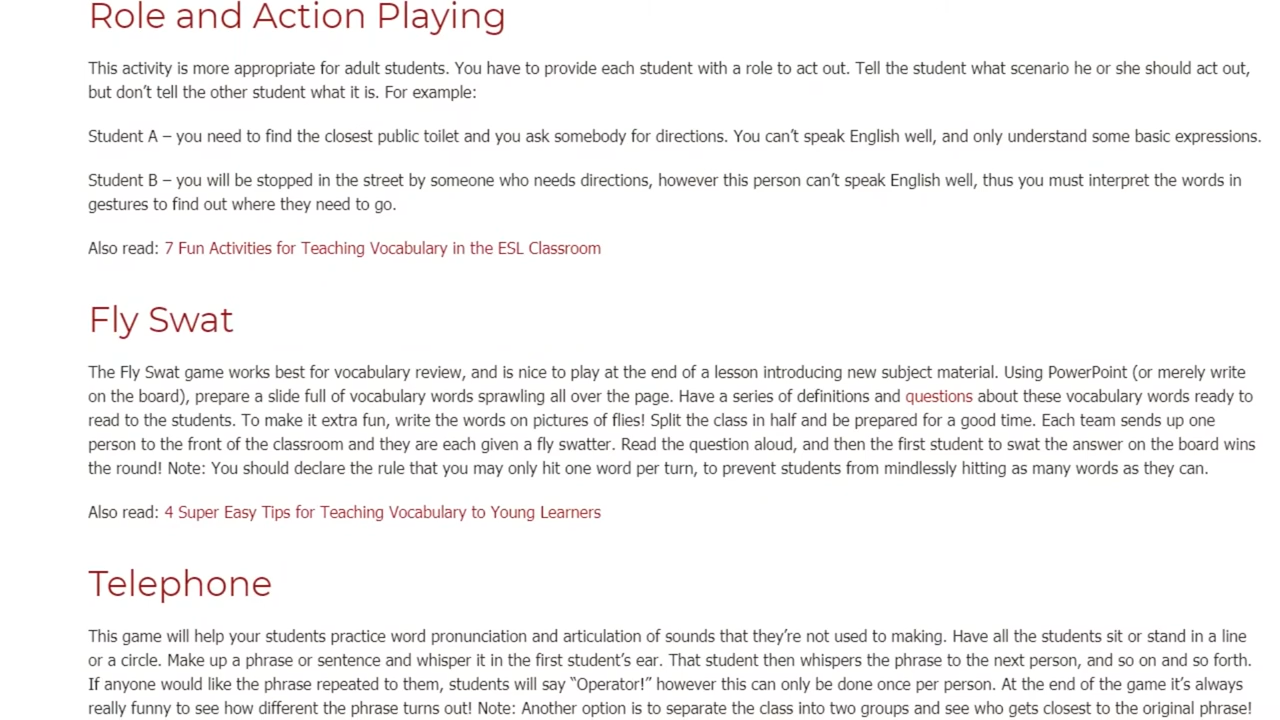 Role and Action Playing
This activity is more appropriate for adult students. You have to provide each student with a role to act out. Tell the student what scenario he or she should act out,
but don’t tell the other student what it is. For example:
Student A – you need to find the closest public toilet and you ask somebody for directions. You can’t speak English well, and only understand some basic expressions.
Student B – you will be stopped in the street by someone who needs directions, however this person can’t speak English well, thus you must interpret the words in
gestures to find out where they need to go.
Also read: 7 Fun Activities for Teaching Vocabulary in the ESL Classroom
Fly Swat
The Fly Swat game works best for vocabulary review, and is nice to play at the end of a lesson introducing new subject material. Using PowerPoint (or merely write
on the board), prepare a slide full of vocabulary words sprawling all over the page. Have a series of definitions and questions about these vocabulary words ready to
read to the students. To make it extra fun, write the words on pictures of flies! Split the class in half and be prepared for a good time. Each team sends up one
person to the front of the classroom and they are each given a fly swatter. Read the question aloud, and then the first student to swat the answer on the board wins
the round! Note: You should declare the rule that you may only hit one word per turn, to prevent students from mindlessly hitting as many words as they can.
Also read: 4 Super Easy Tips for Teaching Vocabulary to Young Learners
Telephone
This game will help your students practice word pronunciation and articulation of sounds that they’re not used to making. Have all the students sit or stand in a line
or a circle. Make up a phrase or sentence and whisper it in the first student’s ear. That student then whispers the phrase to the next person, and so on and so forth.
If anyone would like the phrase repeated to them, students will say “Operator!” however this can only be done once per person. At the end of the game it’s always
really funny to see how different the phrase turns out! Note: Another option is to separate the class into two groups and see who gets closest to the original phrase!